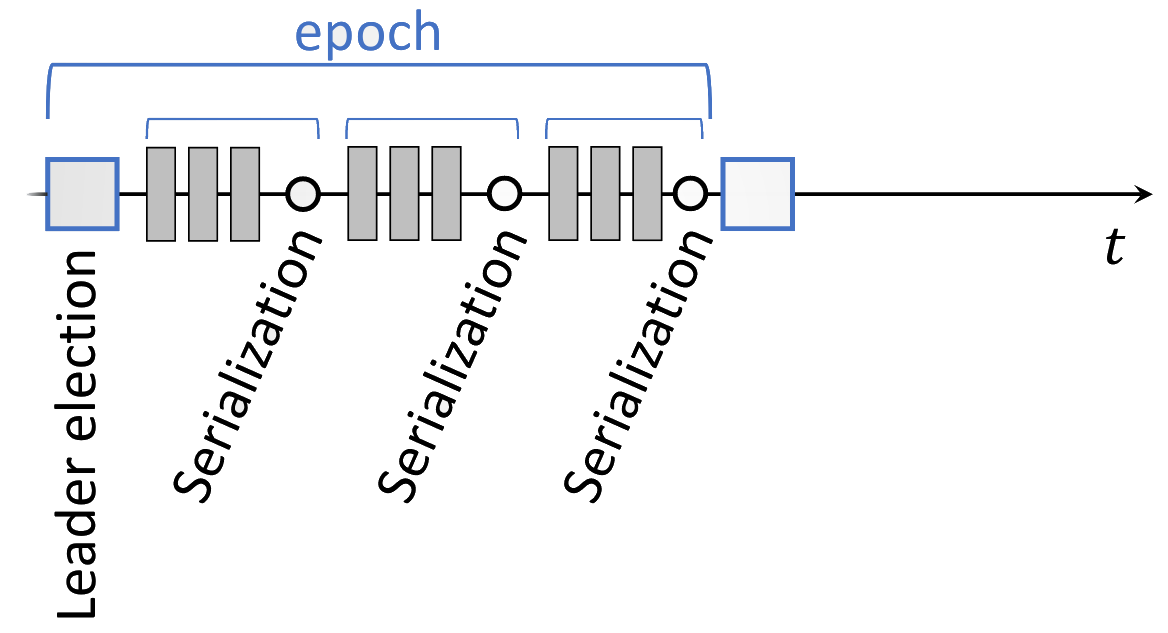 epoch
t
Leader election
Serialization
Serialization
Serialization